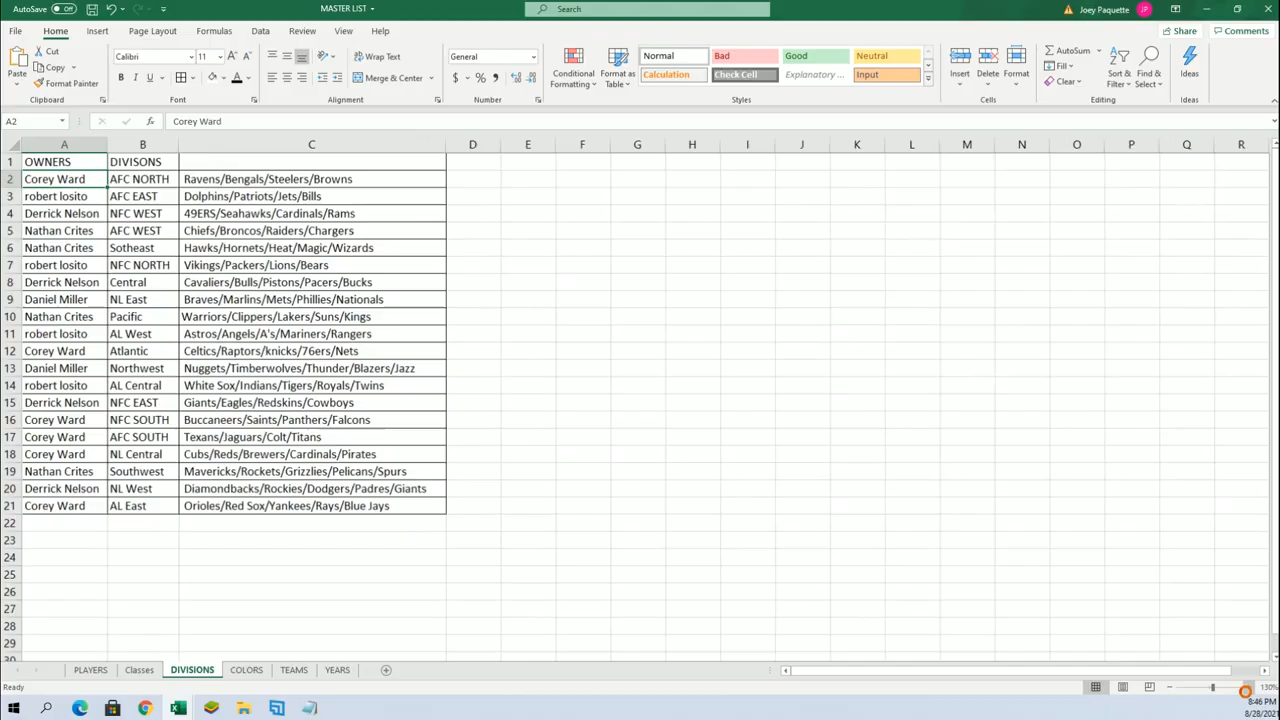 AutoSave Off MASTER LIST Search Joey Paquette JP
File Home Insert Page Layout Formulas Data Review View Help Share Comments
Cut Calibri 11 Wrap Text General Normal Bad Good Neutral AutoSum
Copy Fill
Paste Format Painter Merge & Center Conditional Formatting Format as Table Calculation Check Cell Explanatory ... Input Insert Delete Format Clear Sort & Filter Find & Select Ideas
Clipboard Font Alignment Number Styles Cells Editing Ideas
A2 fx Corey Ward
A B C D E F G H I J K L M N O P Q R
1 OWNERS DIVISONS
2 Corey Ward AFC NORTH Ravens/Bengals/Steelers/Browns
3 robert losito AFC EAST Dolphins/Patriots/Jets/Bills
4 Derrick Nelson NFC WEST 49ERS/Seahawks/Cardinals/Rams
5 Nathan Crites AFC WEST Chiefs/Broncos/Raiders/Chargers
6 Nathan Crites Sotheast Hawks/Hornets/Heat/Magic/Wizards
7 robert losito NFC NORTH Vikings/Packers/Lions/Bears
8 Derrick Nelson Central Cavaliers/Bulls/Pistons/Pacers/Bucks
9 Daniel Miller NL East Braves/Marlins/Mets/Phillies/Nationals
10 Nathan Crites Pacific Warriors/Clippers/Lakers/Suns/Kings
11 robert losito AL West Astros/Angels/A's/Mariners/Rangers
12 Corey Ward Atlantic Celtics/Raptors/knicks/76ers/Nets
13 Daniel Miller Northwest Nuggets/Timberwolves/Thunder/Blazers/Jazz
14 robert losito AL Central White Sox/Indians/Tigers/Royals/Twins
15 Derrick Nelson NFC EAST Giants/Eagles/Redskins/Cowboys
16 Corey Ward NFC SOUTH Buccaneers/Saints/Panthers/Falcons
17 Corey Ward AFC SOUTH Texans/Jaguars/Colt/Titans
18 Corey Ward NL Central Cubs/Reds/Brewers/Cardinals/Pirates
19 Nathan Crites Southwest Mavericks/Rockets/Grizzlies/Pelicans/Spurs
20 Derrick Nelson NL West Diamondbacks/Rockies/Dodgers/Padres/Giants
21 Corey Ward AL East Orioles/Red Sox/Yankees/Rays/Blue Jays
22
23
24
25
26
27
28
29
30
PLAYERS Classes DIVISIONS COLORS TEAMS YEARS
Ready 130%
8:46 PM
8/28/202